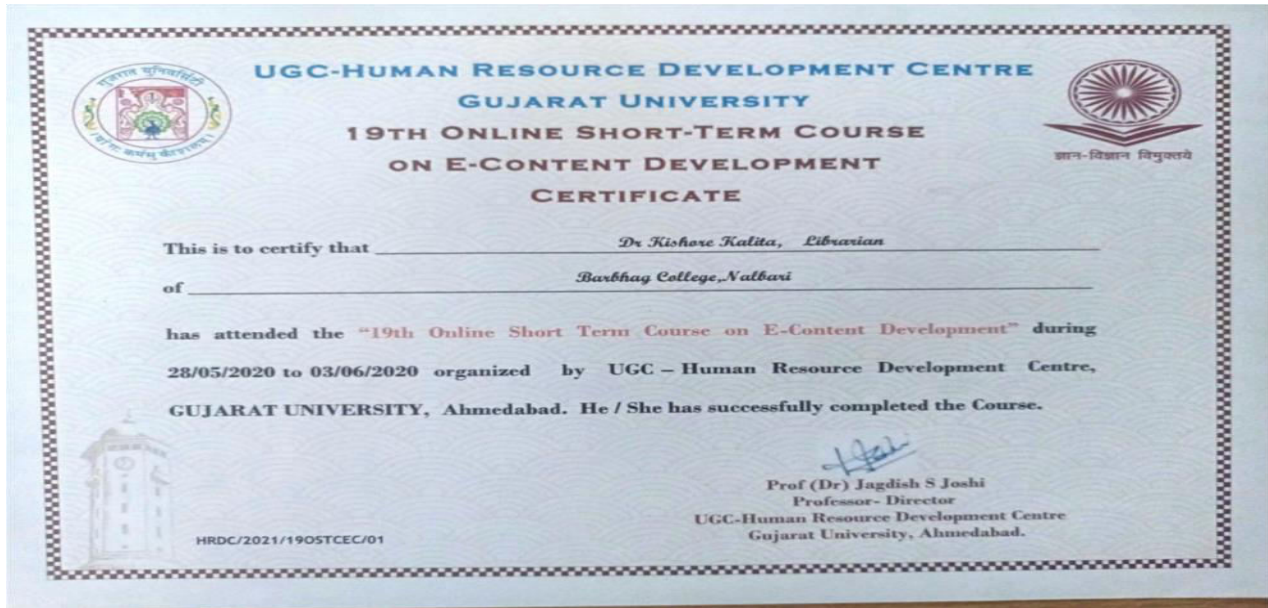 UGC-HUMAN RESOURCE DEVELOPMENT CENTRE
GUJARAT UNIVERSITY
19TH ONLINE SHORT-TERM COURSE
ON E-CONTENT DEVELOPMENT
CERTIFICATE
ज्ञान-विज्ञान विमुक्तये
This is to certify that Dr Kishore Kalita, Librarian
of Barbhag College,Nalbari
has attended the “19th Online Short Term Course on E-Content Development” during
28/05/2020 to 03/06/2020 organized by UGC – Human Resource Development Centre,
GUJARAT UNIVERSITY, Ahmedabad. He / She has successfully completed the Course.
Prof (Dr) Jagdish S Joshi
Professor- Director
UGC-Human Resource Development Centre
Gujarat University, Ahmedabad.
HRDC/2021/19OSTCEC/01